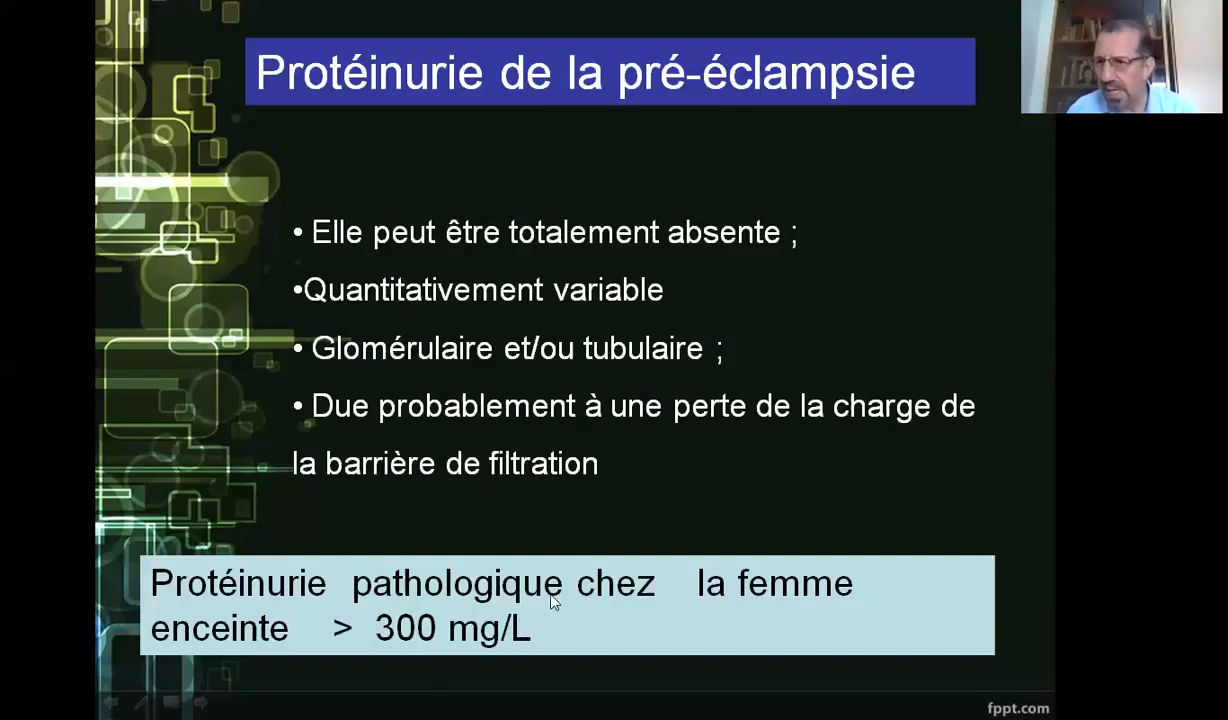 Protéinurie de la pré-éclampsie
• Elle peut être totalement absente ;
•Quantitativement variable
• Glomérulaire et/ou tubulaire ;
• Due probablement à une perte de la charge de
la barrière de filtration
Protéinurie pathologique chez la femme
enceinte > 300 mg/L
fppt.com